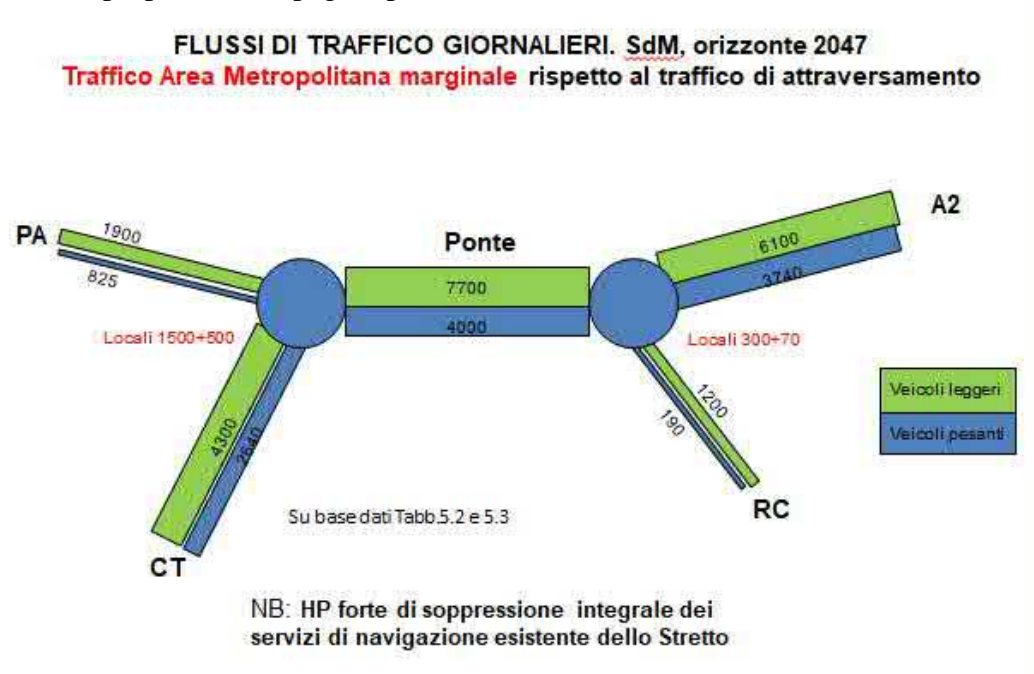 FLUSSI DI TRAFFICO GIORNALIERI. SdM, orizzonte 2047
Traffico Area Metropolitana marginale rispetto al traffico di attraversamento
A2
PA
1900
825
Ponte
6100
3740
7700
4000
Locali 1500+500
Locali 300+70
4300
2640
1200
190
Veicoli leggeri
Veicoli pesanti
Su base dati Tabb.5.2 e 5.3
RC
CT
NB: HP forte di soppressione integrale dei
servizi di navigazione esistente dello Stretto